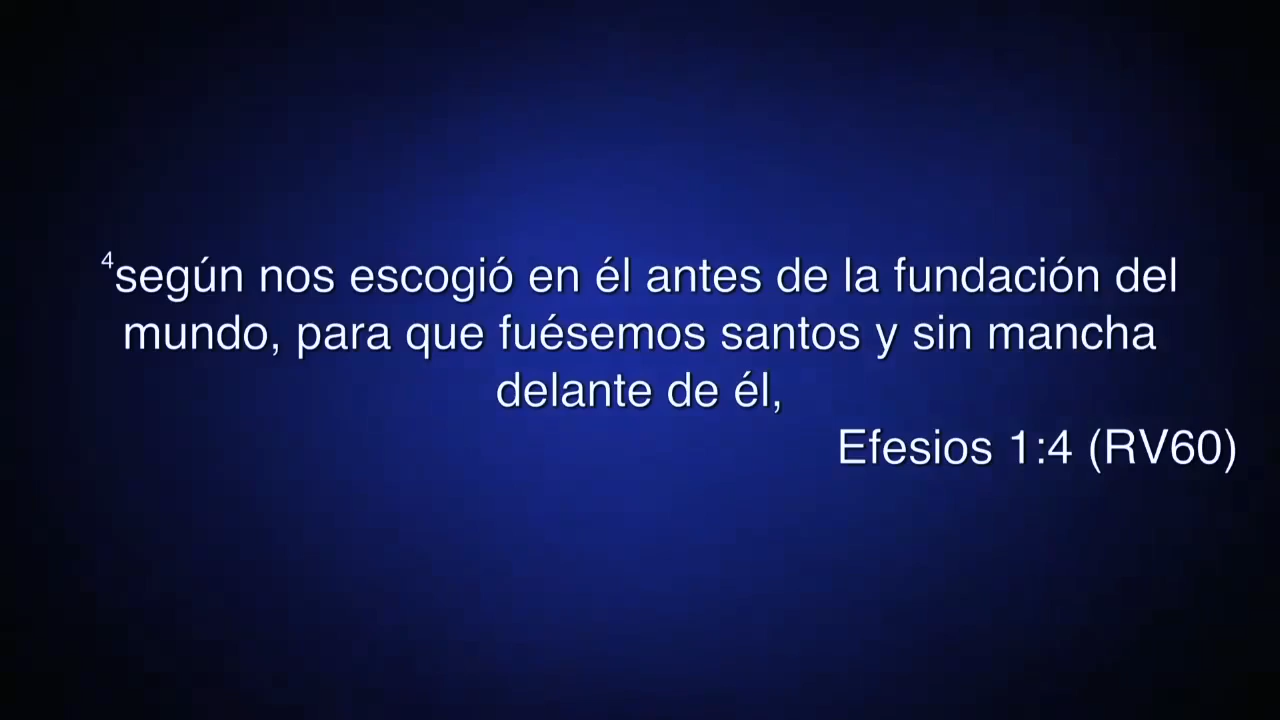 4según nos escogió en él antes de la fundación del
mundo, para que fuésemos santos y sin mancha
delante de él,
Efesios 1:4 (RV60)